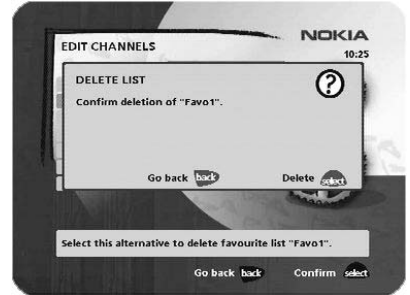 NOKIA
EDIT CHANNELS
10:25
DELETE LIST
?
Confirm deletion of "Favo1".
Go back back
Delete select
Select this alternative to delete favourite list "Favo1".
Go back back Confirm select